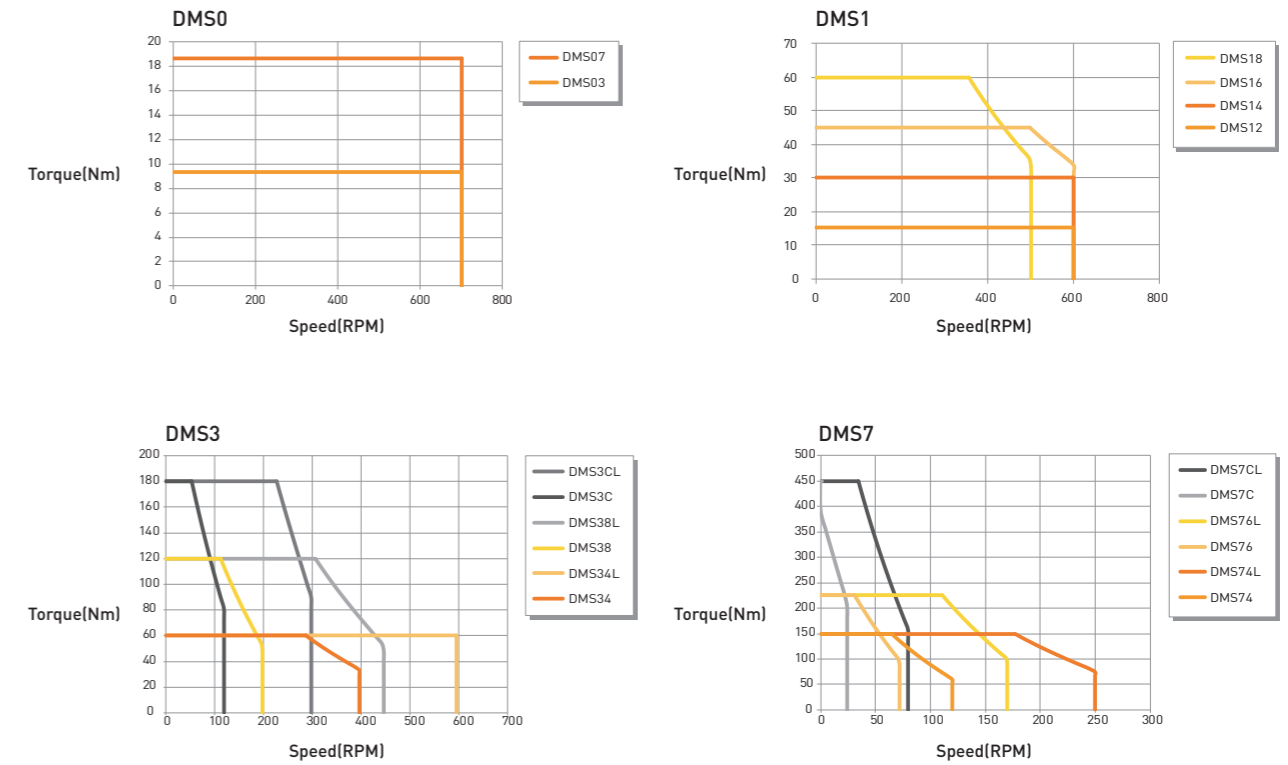 DMS0
20
18
16
14
12
10
8
6
4
2
0
0 200 400 600 800
Torque(Nm)
Speed(RPM)
DMS07
DMS03
DMS1
70
60
50
40
30
20
10
0
0 200 400 600 800
Torque(Nm)
Speed(RPM)
DMS18
DMS16
DMS14
DMS12
DMS3
200
180
160
140
120
100
80
60
40
20
0
0 100 200 300 400 500 600 700
Torque(Nm)
Speed(RPM)
DMS3CL
DMS3C
DMS38L
DMS38
DMS34L
DMS34
DMS7
500
450
400
350
300
250
200
150
100
50
0
0 50 100 150 200 250 300
Torque(Nm)
Speed(RPM)
DMS7CL
DMS7C
DMS76L
DMS76
DMS74L
DMS74